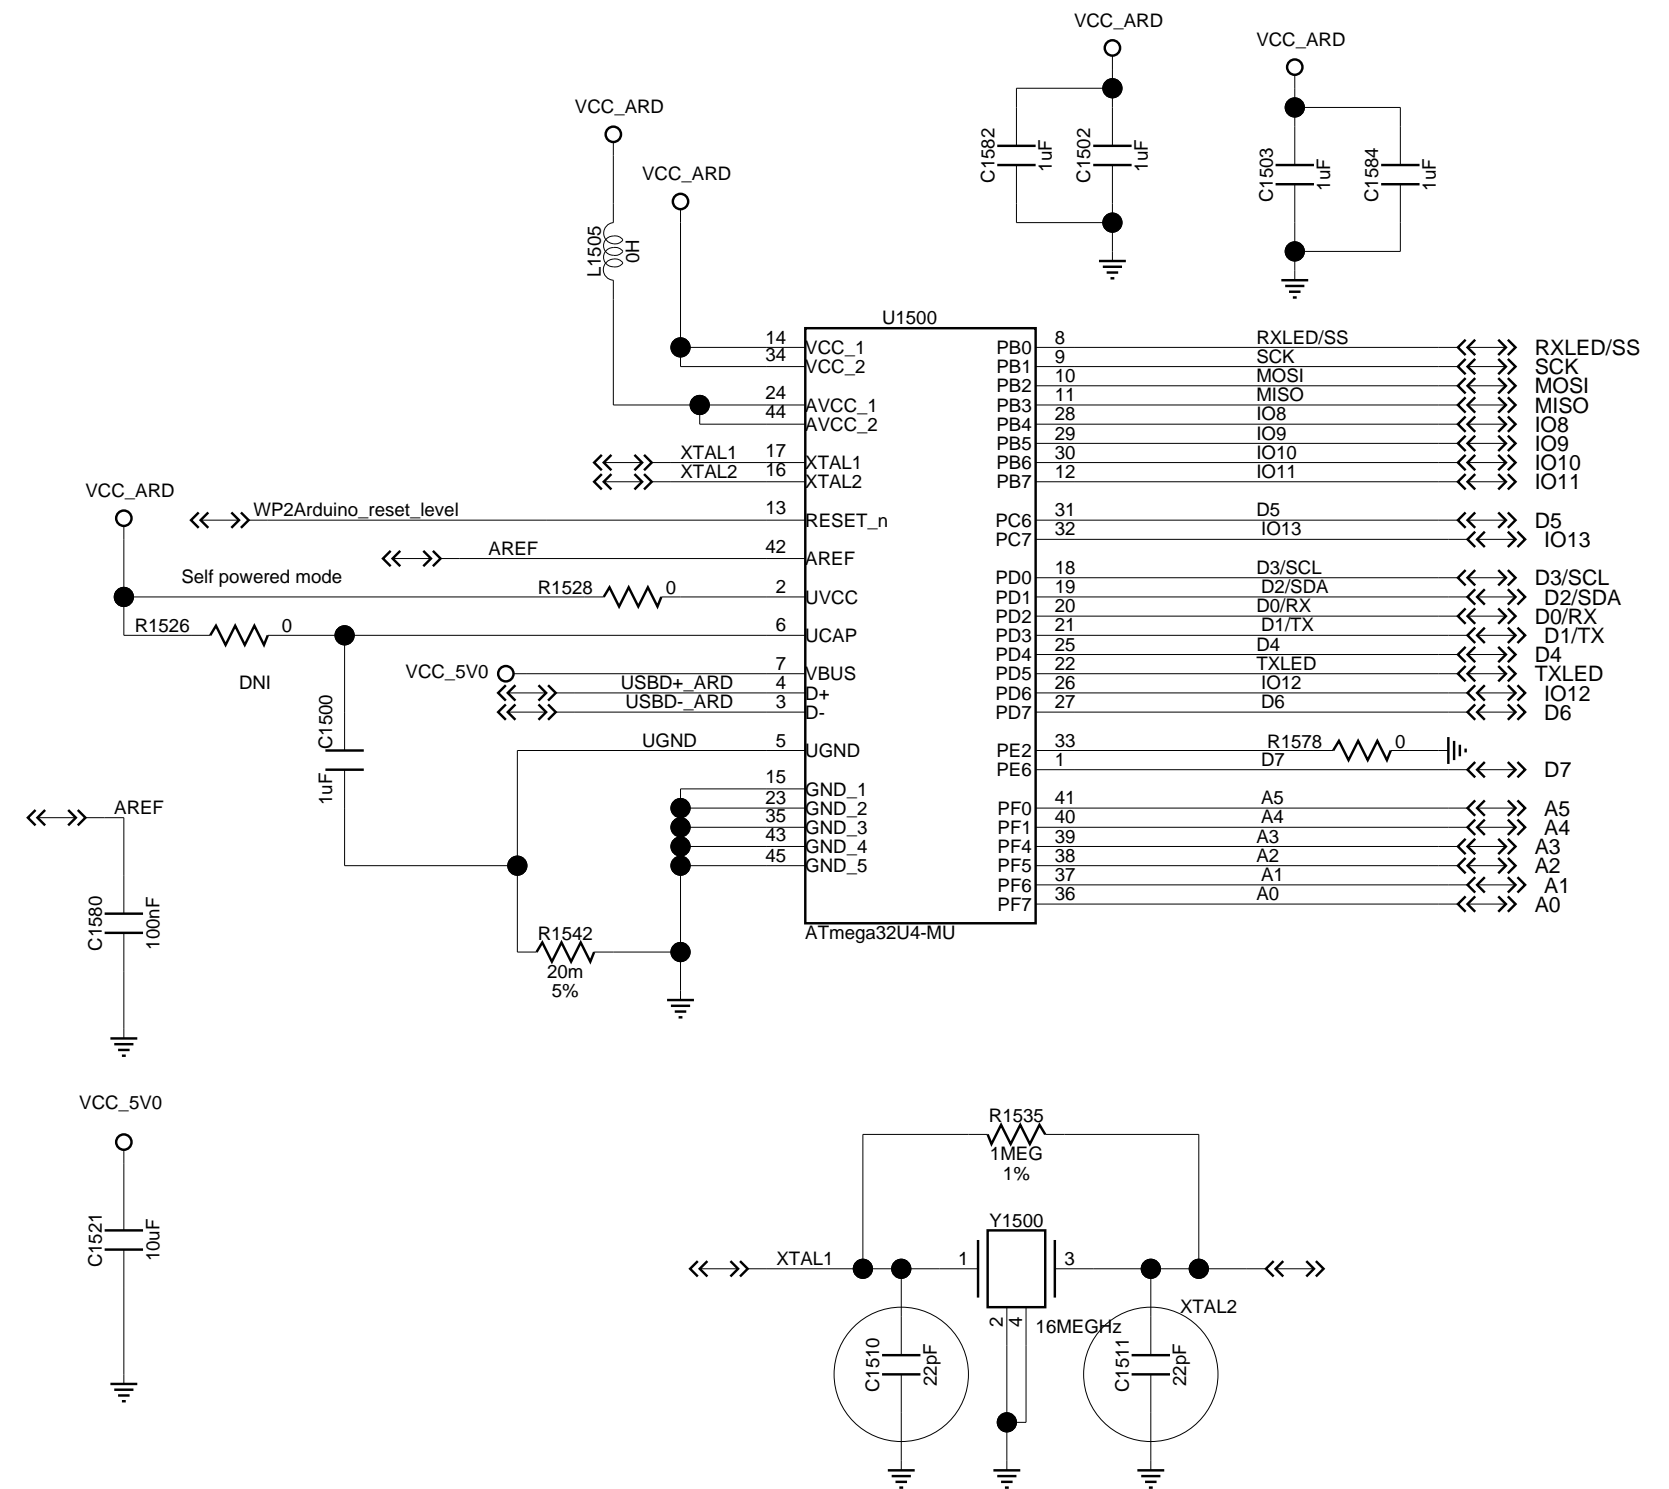 VCC_ARD
VCC_ARD
VCC_ARD
VCC_ARD
C1582
1uF
C1502
1uF
C1503
1uF
C1584
1uF
L1505
0H
U1500
14 VCC_1
34 VCC_2
24 AVCC_1
44 AVCC_2
XTAL1 17 XTAL1
XTAL2 16 XTAL2
VCC_ARD
WP2Arduino_reset_level 13 RESET_n
AREF 42 AREF
Self powered mode
R1528 0 2 UVCC
R1526 0 6 UCAP
DNI
VCC_5V0 7 VBUS
USBD+_ARD 4 D+
USBD-_ARD 3 D-
C1500
1uF
UGND 5 UGND
15 GND_1
23 GND_2
35 GND_3
43 GND_4
45 GND_5
ATmega32U4-MU
PB0 8 RXLED/SS RXLED/SS
PB1 9 SCK SCK
PB2 10 MOSI MOSI
PB3 11 MISO MISO
PB4 28 IO8 IO8
PB5 29 IO9 IO9
PB6 30 IO10 IO10
PB7 12 IO11 IO11
PC6 31 D5 D5
PC7 32 IO13 IO13
PD0 18 D3/SCL D3/SCL
PD1 19 D2/SDA D2/SDA
PD2 20 D0/RX D0/RX
PD3 21 D1/TX D1/TX
PD4 25 D4 D4
PD5 22 TXLED TXLED
PD6 26 IO12 IO12
PD7 27 D6 D6
PE2 33 R1578 0
PE6 1 D7 D7
PF0 41 A5 A5
PF1 40 A4 A4
PF4 39 A3 A3
PF5 38 A2 A2
PF6 37 A1 A1
PF7 36 A0 A0
AREF
C1580
100nF
R1542
20m
5%
VCC_5V0
C1521
10uF
R1535
1MEG
1%
Y1500
XTAL1 1 3
XTAL2
2
4
16MEGHz
C1510
22pF
C1511
22pF